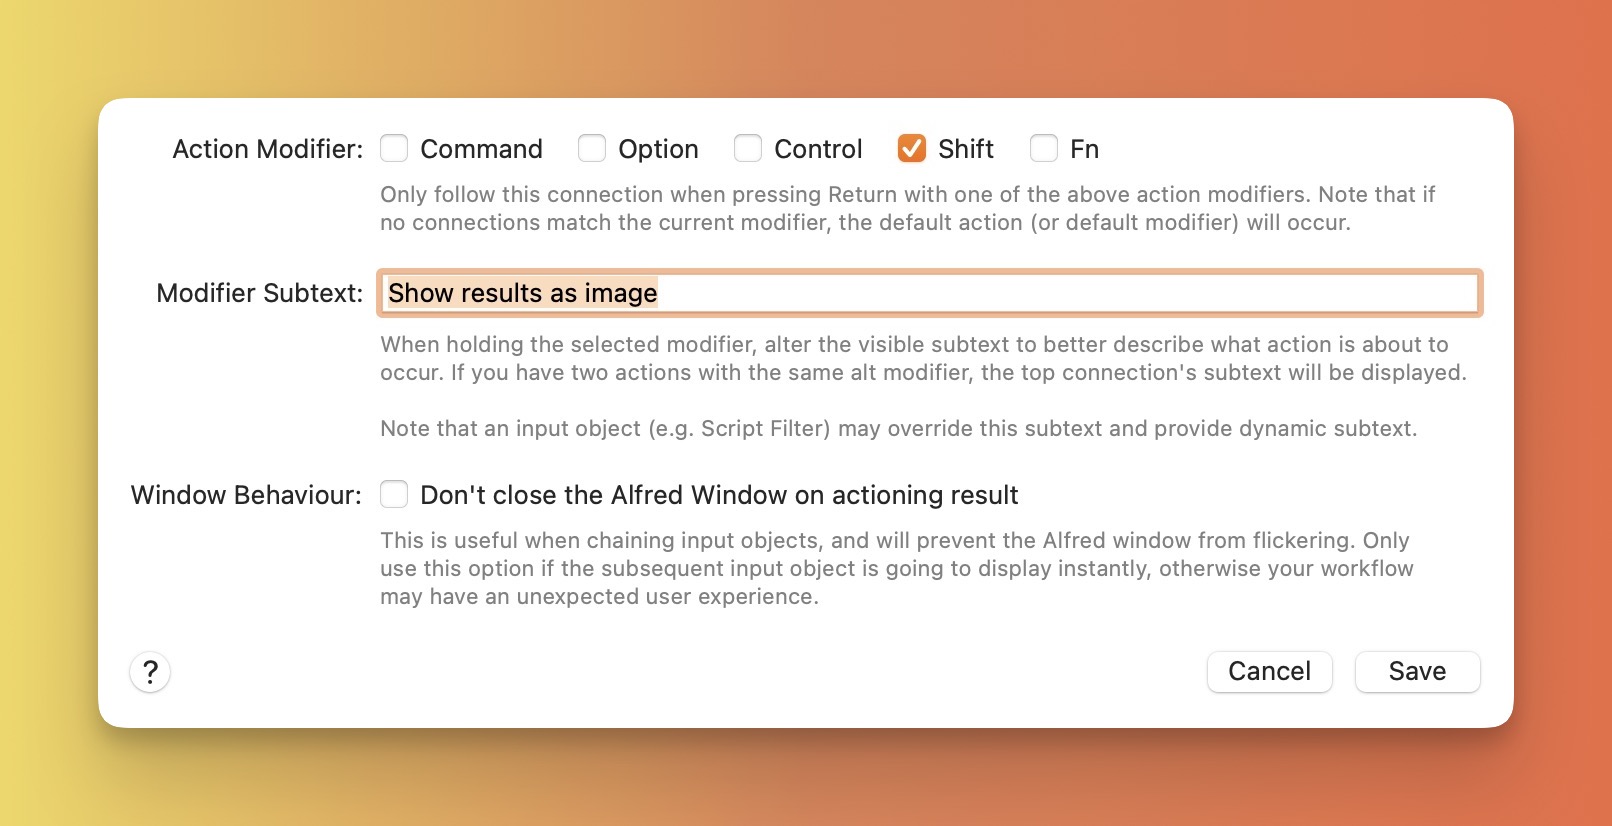 Action Modifier: Command Option Control Shift Fn
Only follow this connection when pressing Return with one of the above action modifiers. Note that if
no connections match the current modifier, the default action (or default modifier) will occur.
Modifier Subtext: Show results as image
When holding the selected modifier, alter the visible subtext to better describe what action is about to
occur. If you have two actions with the same alt modifier, the top connection's subtext will be displayed.
Note that an input object (e.g. Script Filter) may override this subtext and provide dynamic subtext.
Window Behaviour: Don't close the Alfred Window on actioning result
This is useful when chaining input objects, and will prevent the Alfred window from flickering. Only
use this option if the subsequent input object is going to display instantly, otherwise your workflow
may have an unexpected user experience.
? Cancel Save